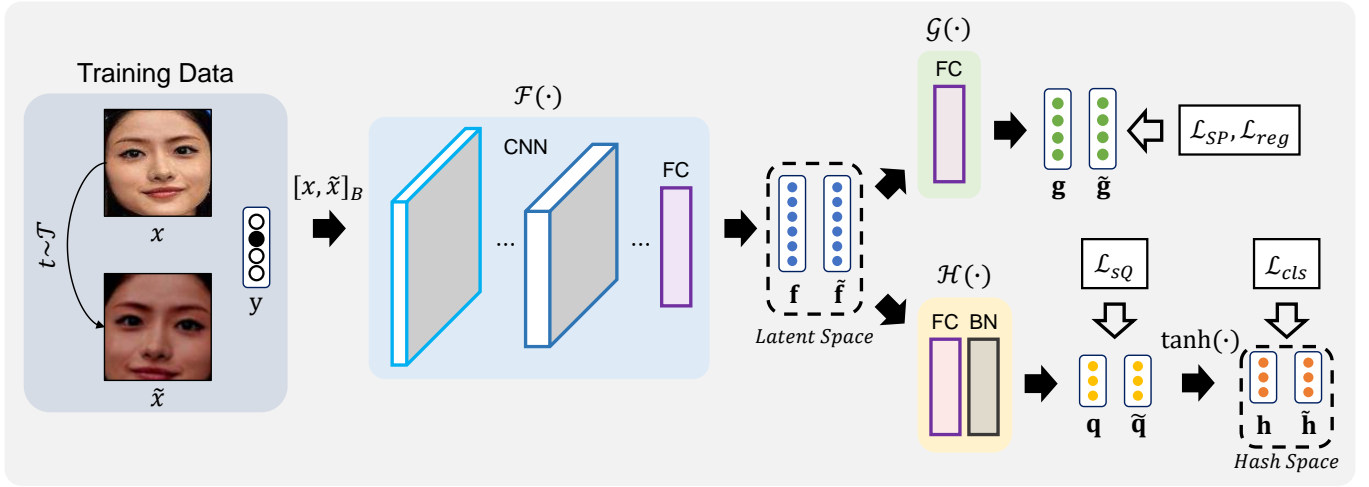 Training Data
x
t~𝒯
x̃
y
[x, x̃]_B
ℱ(·)
CNN
...
...
FC
f
f̃
Latent Space
𝒢(·)
FC
g
g̃
ℒ_SP, ℒ_reg
ℋ(·)
FC
BN
ℒ_sQ
q
q̃
tanh(·)
ℒ_cls
h
h̃
Hash Space